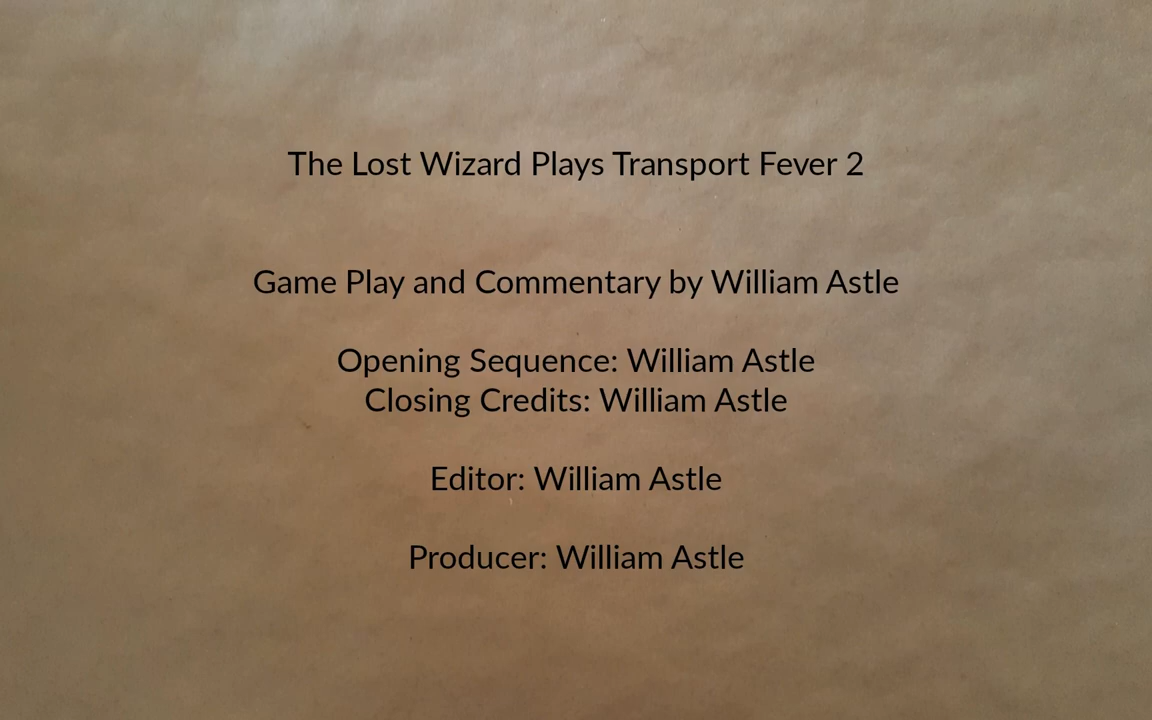 The Lost Wizard Plays Transport Fever 2
Game Play and Commentary by William Astle
Opening Sequence: William Astle
Closing Credits: William Astle
Editor: William Astle
Producer: William Astle